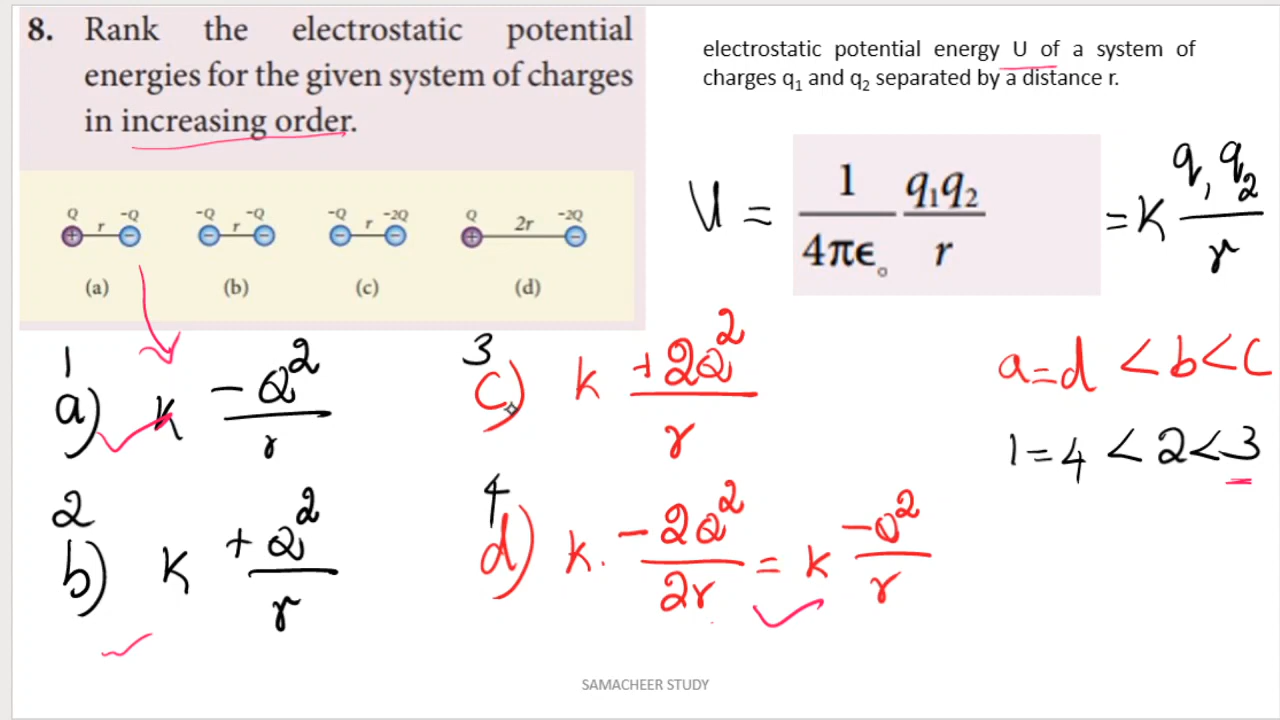 8. Rank the electrostatic potential
energies for the given system of charges
in increasing order.
electrostatic potential energy U of a system of
charges q₁ and q₂ separated by a distance r.
Q r -Q
-Q r -Q
-Q r -2Q
Q 2r -2Q
(a) (b) (c) (d)
U = 1/4πϵ₀ q₁q₂/r = K q₁ q₂/r
1
a) K -Q²/r
2
b) K +Q²/r
3
c) K +2Q²/r
4
d) K. -2Q²/2r = K -Q²/r
a=d <b<c
1=4 <2<3
SAMACHEER STUDY